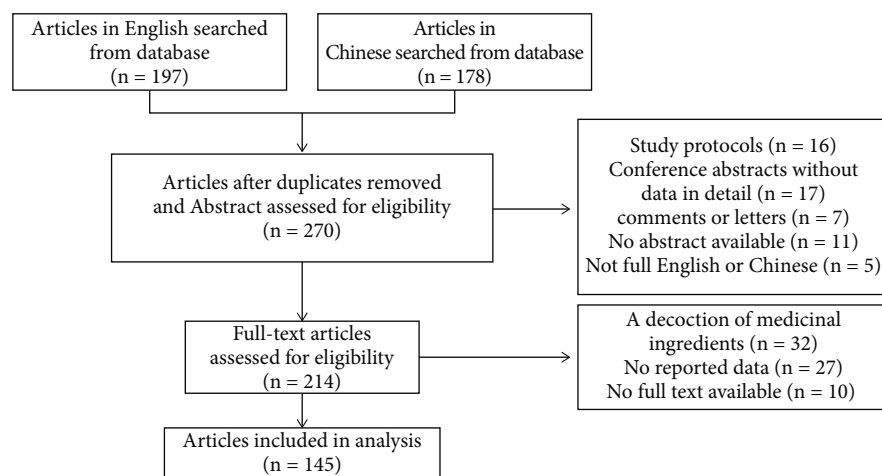 Articles in English searched
from database
(n = 197)
Articles in
Chinese searched from database
(n = 178)
Articles after duplicates removed
and Abstract assessed for eligibility
(n = 270)
Study protocols (n = 16)
Conference abstracts without
data in detail (n = 17)
comments or letters (n = 7)
No abstract available (n = 11)
Not full English or Chinese (n = 5)
Full-text articles
assessed for eligibility
(n = 214)
A decoction of medicinal
ingredients (n = 32)
No reported data (n = 27)
No full text available (n = 10)
Articles included in analysis
(n = 145)